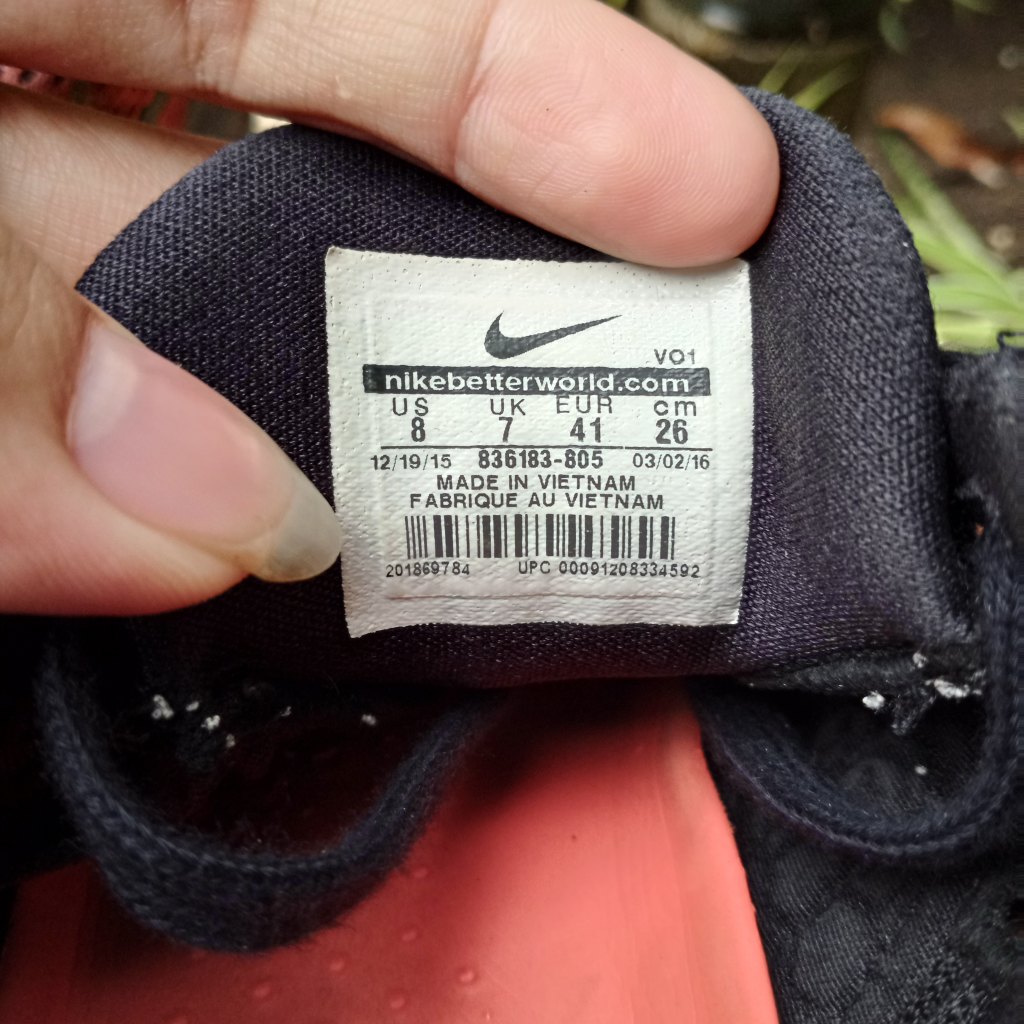 VO1
nikebetterworld.com
US UK EUR cm
8 7 41 26
12/19/15 836183-805 03/02/16
MADE IN VIETNAM
FABRIQUE AU VIETNAM
201869784 UPC 00091208334592